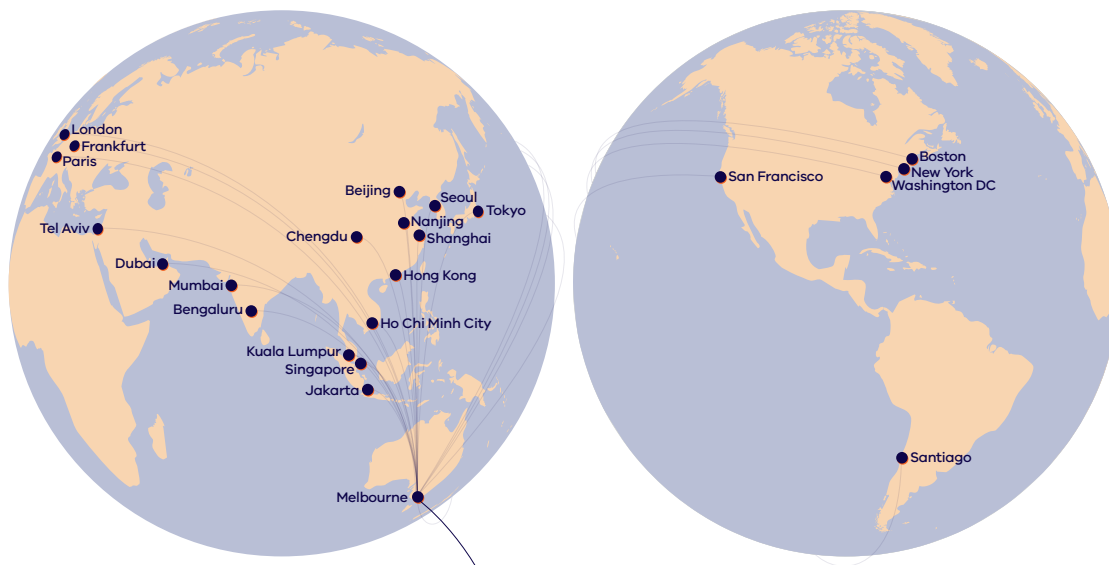 London
Frankfurt
Paris
Beijing
Seoul
Tokyo
Nanjing
Tel Aviv
Chengdu
Shanghai
Dubai
Hong Kong
Mumbai
Bengaluru
Ho Chi Minh City
Kuala Lumpur
Singapore
Jakarta
Melbourne
Boston
New York
San Francisco
Washington DC
Santiago